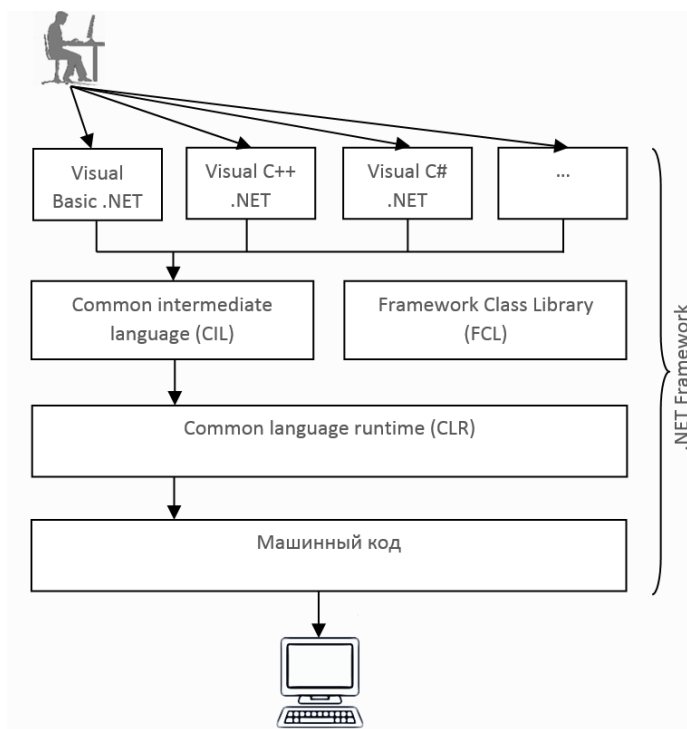 Visual
Basic .NET
Visual C++
.NET
Visual C#
.NET
...
Common intermediate
language (CIL)
Framework Class Library
(FCL)
Common language runtime (CLR)
Машинный код
.NET Framework